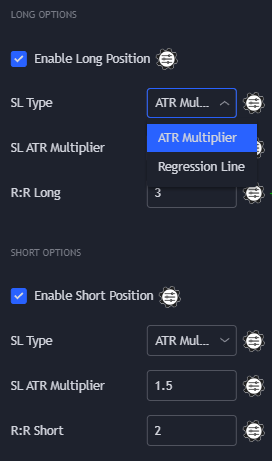 LONG OPTIONS
Enable Long Position
SL Type ATR Mul...
ATR Multiplier
SL ATR Multiplier
Regression Line
R:R Long 3
SHORT OPTIONS
Enable Short Position
SL Type ATR Mul...
SL ATR Multiplier 1.5
R:R Short 2